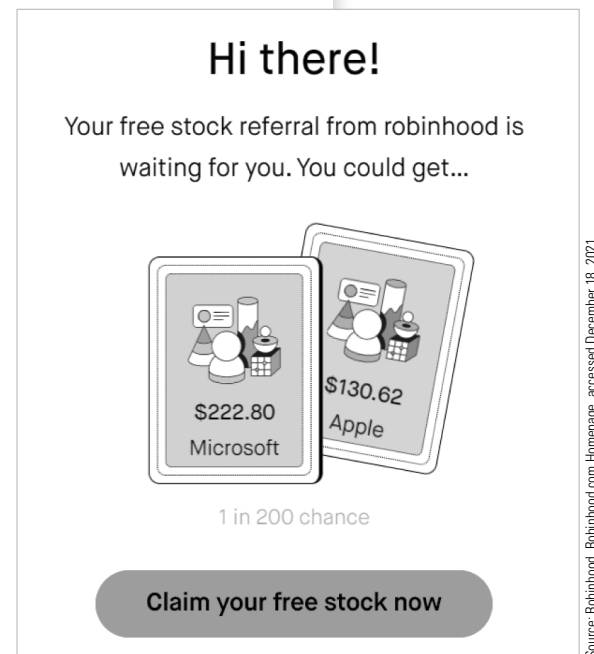 Hi there!
Your free stock referral from robinhood is
waiting for you. You could get...
$222.80
Microsoft
$130.62
Apple
1 in 200 chance
Claim your free stock now
Source: Robinhood, Robinhood.com Homepage, accessed December 18, 2021